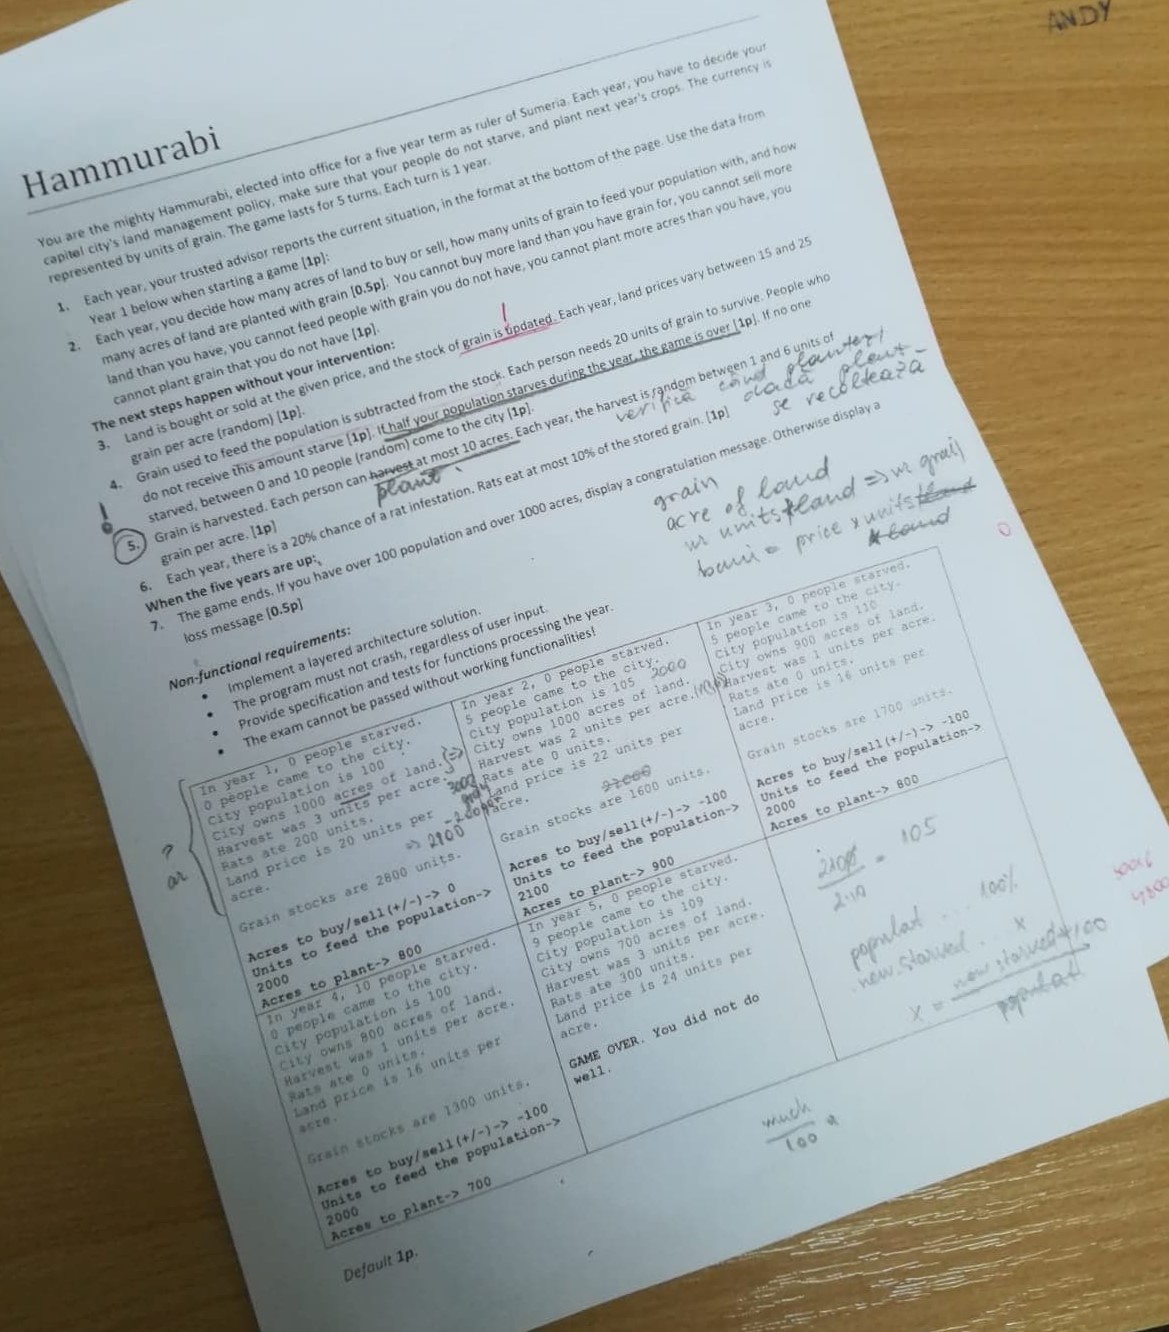 ANDY
Hammurabi
You are the mighty Hammurabi, elected into office for a five year term as ruler of Sumeria. Each year, you have to decide your
capitol city's land management policy, make sure that your people do not starve, and plant next year's crops. The currency is
represented by units of grain. The game lasts for 5 turns. Each turn is 1 year.
1. Each year, your trusted advisor reports the current situation, in the format at the bottom of the page. Use the data from
Year 1 below when starting a game [1p]:
2. Each year, you decide how many acres of land to buy or sell, how many units of grain to feed your population with, and how
many acres of land are planted with grain [0.5p]. You cannot buy more land than you have grain for, you cannot sell more
land than you have, you cannot feed people with grain you do not have, you cannot plant more acres than you have, you
cannot plant grain that you do not have [1p].
The next steps happen without your intervention:
!
3. Land is bought or sold at the given price, and the stock of grain is updated. Each year, land prices vary between 15 and 25
grain per acre (random) [1p].
4. Grain used to feed the population is subtracted from the stock. Each person needs 20 units of grain to survive. People who
do not receive this amount starve [1p]. If half your population starves during the year, the game is over [1p]. If no one
starved, between 0 and 10 people (random) come to the city [1p].
! 5. Grain is harvested. Each person can harvest at most 10 acres. Each year, the harvest is random between 1 and 6 units of
plant
grain per acre. [1p]
verifică când plantez,
dacă plant-
se recoltează
6. Each year, there is a 20% chance of a rat infestation. Rats eat at most 10% of the stored grain. [1p]
When the five years are up:
7. The game ends. If you have over 100 population and over 1000 acres, display a congratulation message. Otherwise display a
loss message [0.5p]
grain
acre of land
nr units land => nr grain
bani = price x units land
land
Non-functional requirements:
• Implement a layered architecture solution.
• The program must not crash, regardless of user input.
• Provide specification and tests for functions processing the year.
• The exam cannot be passed without working functionalities!
0
?
In year 1, 0 people starved.
0 people came to the city.
City population is 100
City owns 1000 acres of land.
Harvest was 3 units per acre.
Rats ate 200 units.
Land price is 20 units per
acre.
Grain stocks are 2800 units.
Acres to buy/sell(+/-)-> 0
Units to feed the population->
2000
Acres to plant-> 800
=>
3000
=> 2900
In year 2, 0 people starved.
5 people came to the city.
City population is 105
City owns 1000 acres of land.
Harvest was 2 units per acre.
Rats ate 0 units.
Land price is 22 units per
acre.
Grain stocks are 1600 units.
Acres to buy/sell(+/-)-> -100
Units to feed the population->
2100
Acres to plant-> 900
2000
22000
In year 3, 0 people starved.
5 people came to the city.
City population is 110
City owns 900 acres of land.
Harvest was 1 units per acre.
Rats ate 0 units.
Land price is 16 units per
acre.
Grain stocks are 1700 units.
Acres to buy/sell(+/-)-> -100
Units to feed the population->
2000
Acres to plant-> 800
In year 4, 10 people starved.
0 people came to the city.
City population is 100
City owns 800 acres of land.
Harvest was 1 units per acre.
Rats ate 0 units.
Land price is 16 units per
acre.
Grain stocks are 1300 units.
Acres to buy/sell(+/-)-> -100
Units to feed the population->
2000
Acres to plant-> 700
In year 5, 0 people starved.
9 people came to the city.
City population is 109
City owns 700 acres of land.
Harvest was 3 units per acre.
Rats ate 300 units.
Land price is 24 units per
acre.
GAME OVER. You did not do
well.
2100 = 105
populat ... 100%
new.starved ... x
x = new starved * 100
populat
much
100
Default 1p.